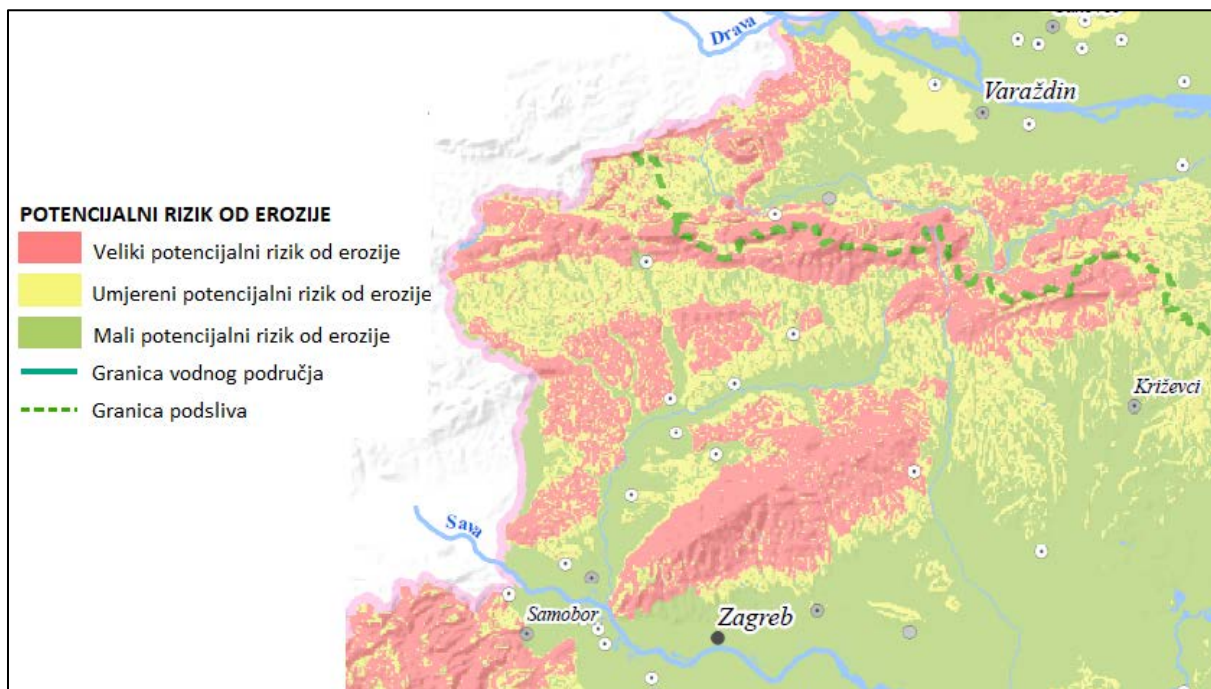 Drava
Varaždin
POTENCIJALNI RIZIK OD EROZIJE
Veliki potencijalni rizik od erozije
Umjereni potencijalni rizik od erozije
Mali potencijalni rizik od erozije
Granica vodnog područja
Granica podsliva
Križevci
Sava
Samobor
Zagreb